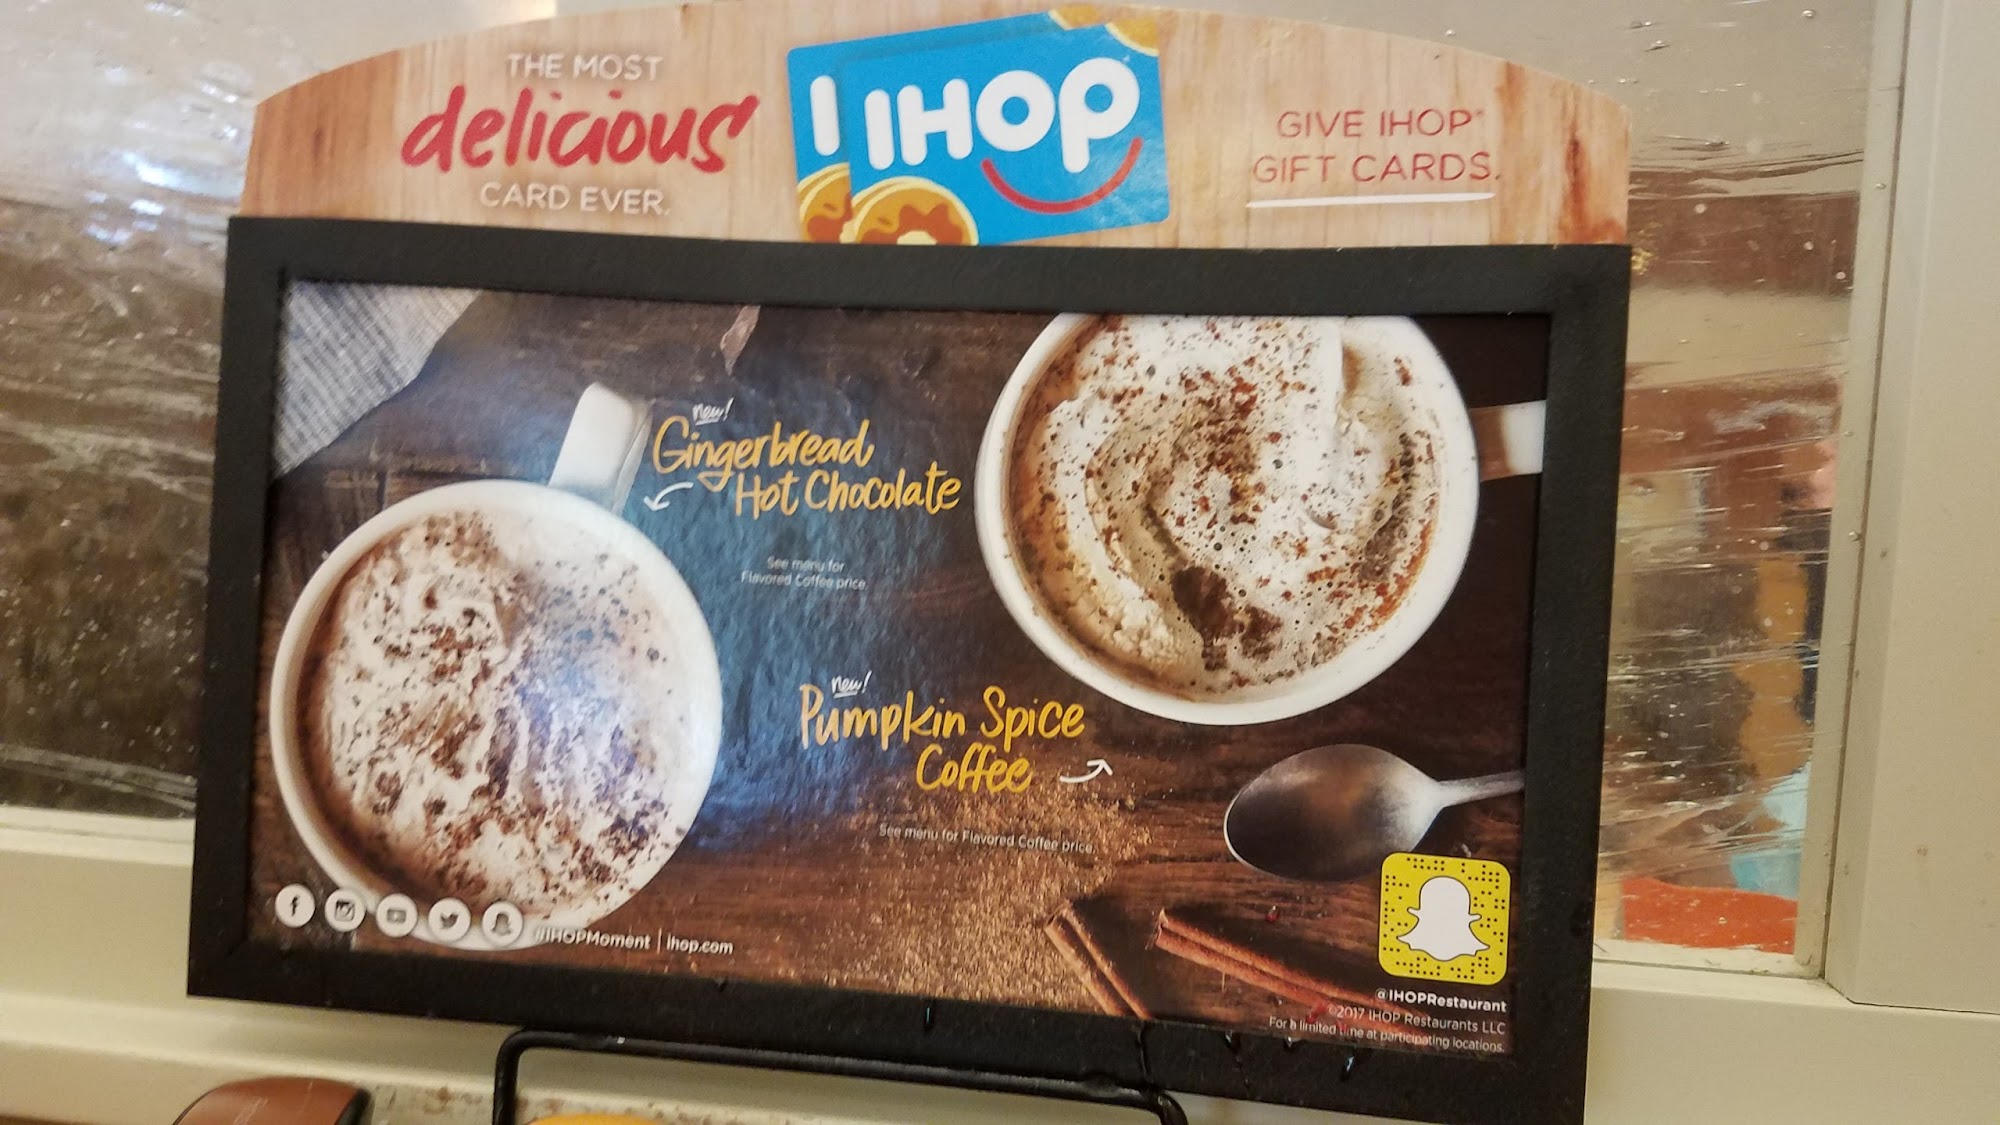 THE MOST
delicious
CARD EVER.
I IHOP
GIVE IHOP®
GIFT CARDS.
new!
Gingerbread
Hot Chocolate
See menu for
Flavored Coffee price.
new!
Pumpkin Spice
Coffee
See menu for Flavored Coffee price.
#IHOPMoment | ihop.com
@IHOPRestaurant
©2017 IHOP Restaurants LLC
For a limited time at participating locations.